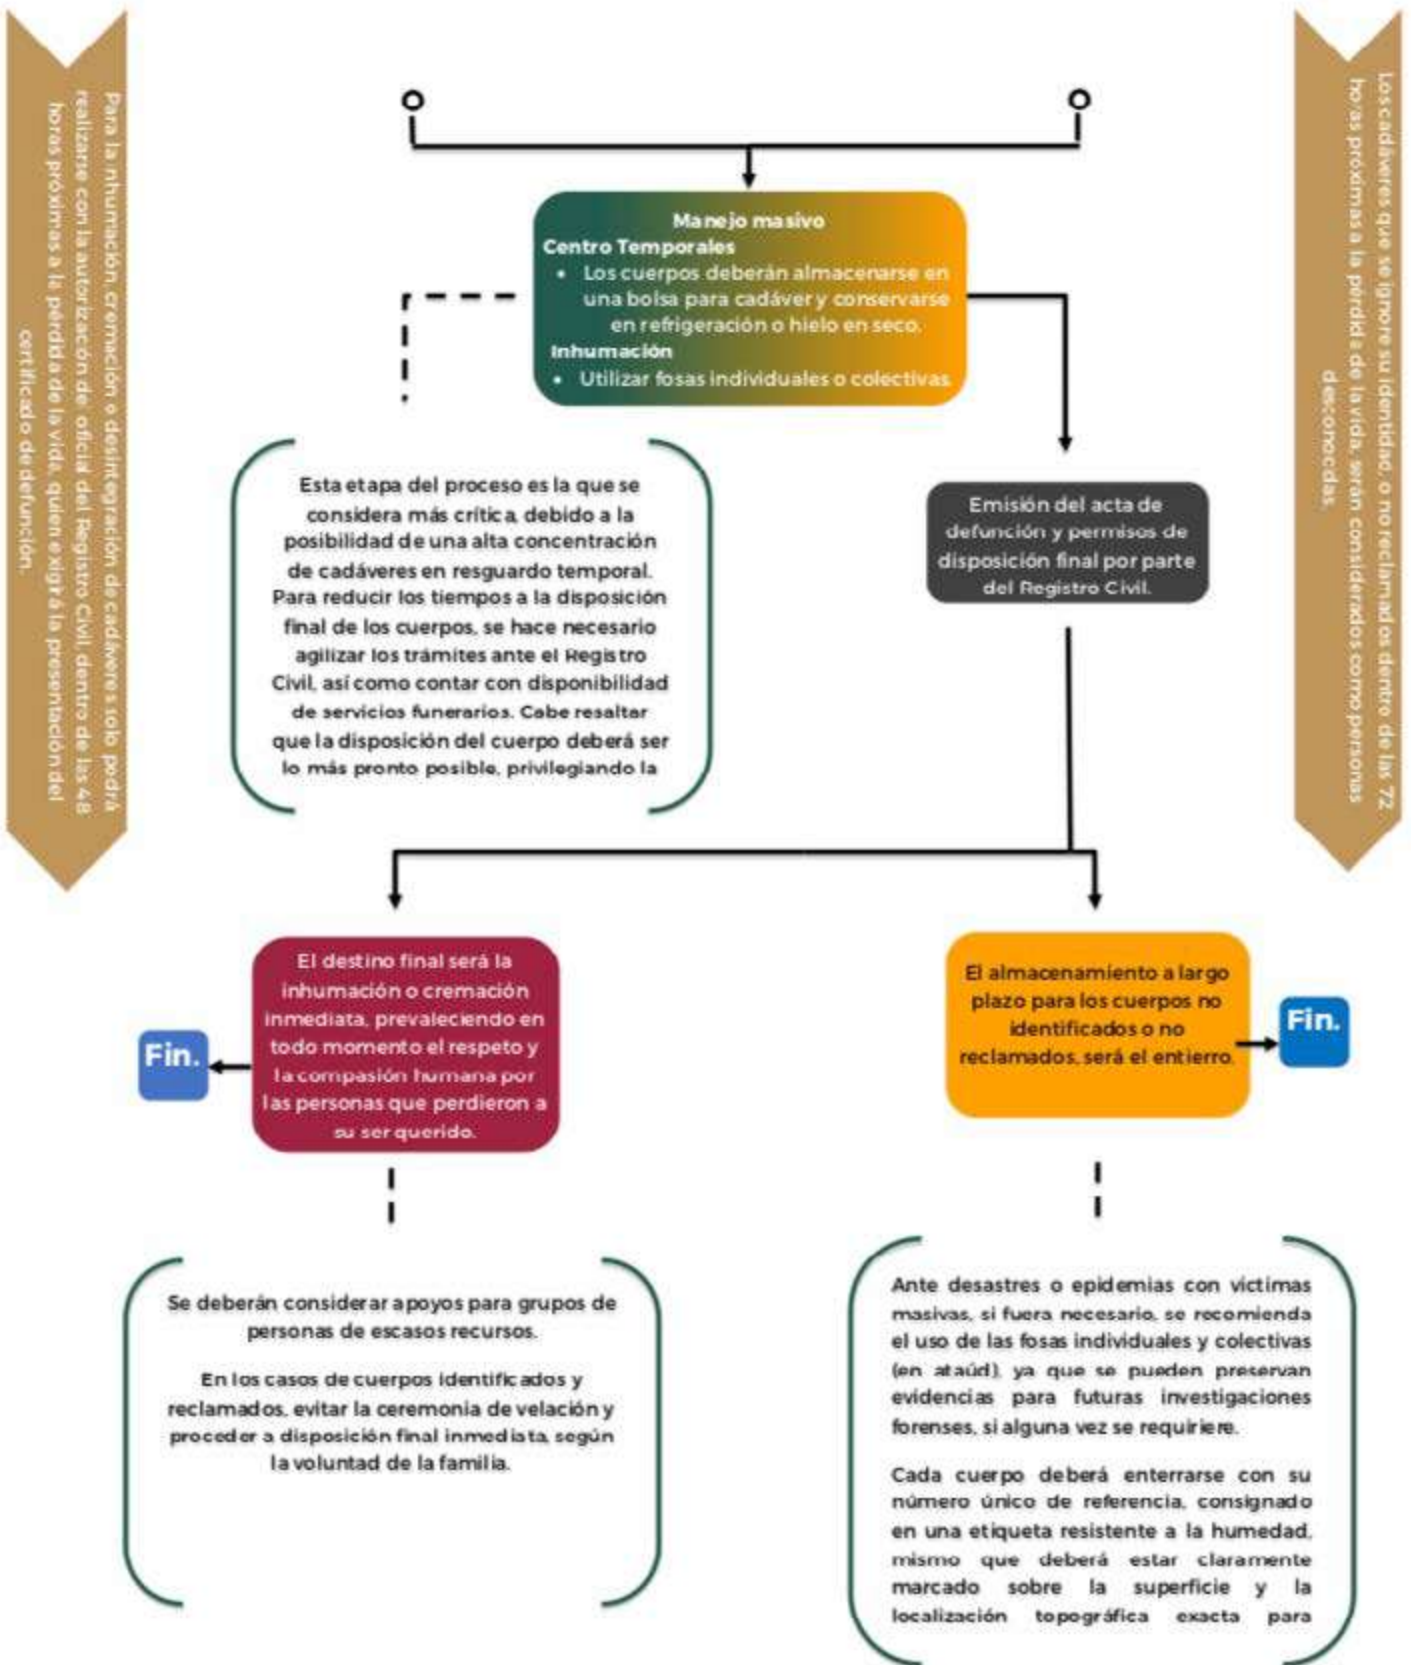 Para la inhumación, cremación o desintegración de cadáveres solo podrá
realizarse con la autorización de oficial del Registro Civil, dentro de las 48
horas próximas a la pérdida de la vida, quien exigirá la presentación del
certificado de defunción.
Los cadáveres que se ignore su identidad, o no reclamados dentro de las 72
horas próximas a la pérdida de la vida, serán considerados como personas
desconocidas.
Manejo masivo
Centro Temporales
• Los cuerpos deberán almacenarse en
una bolsa para cadáver y conservarse
en refrigeración o hielo en seco.
Inhumación
• Utilizar fosas individuales o colectivas.
Esta etapa del proceso es la que se
considera más crítica, debido a la
posibilidad de una alta concentración
de cadáveres en resguardo temporal.
Para reducir los tiempos a la disposición
final de los cuerpos, se hace necesario
agilizar los trámites ante el Registro
Civil, así como contar con disponibilidad
de servicios funerarios. Cabe resaltar
que la disposición del cuerpo deberá ser
lo más pronto posible, privilegiando la
Emisión del acta de
defunción y permisos de
disposición final por parte
del Registro Civil.
El destino final será la
inhumación o cremación
inmediata, prevaleciendo en
todo momento el respeto y
la compasión humana por
las personas que perdieron a
su ser querido.
Fin.
El almacenamiento a largo
plazo para los cuerpos no
identificados o no
reclamados, será el entierro.
Fin.
Se deberán considerar apoyos para grupos de
personas de escasos recursos.
En los casos de cuerpos identificados y
reclamados, evitar la ceremonia de velación y
proceder a disposición final inmediata, según
la voluntad de la familia.
Ante desastres o epidemias con víctimas
masivas, si fuera necesario, se recomienda
el uso de las fosas individuales y colectivas
(en ataúd), ya que se pueden preservan
evidencias para futuras investigaciones
forenses, si alguna vez se requiriere.
Cada cuerpo deberá enterrarse con su
número único de referencia, consignado
en una etiqueta resistente a la humedad,
mismo que deberá estar claramente
marcado sobre la superficie y la
localización topográfica exacta para